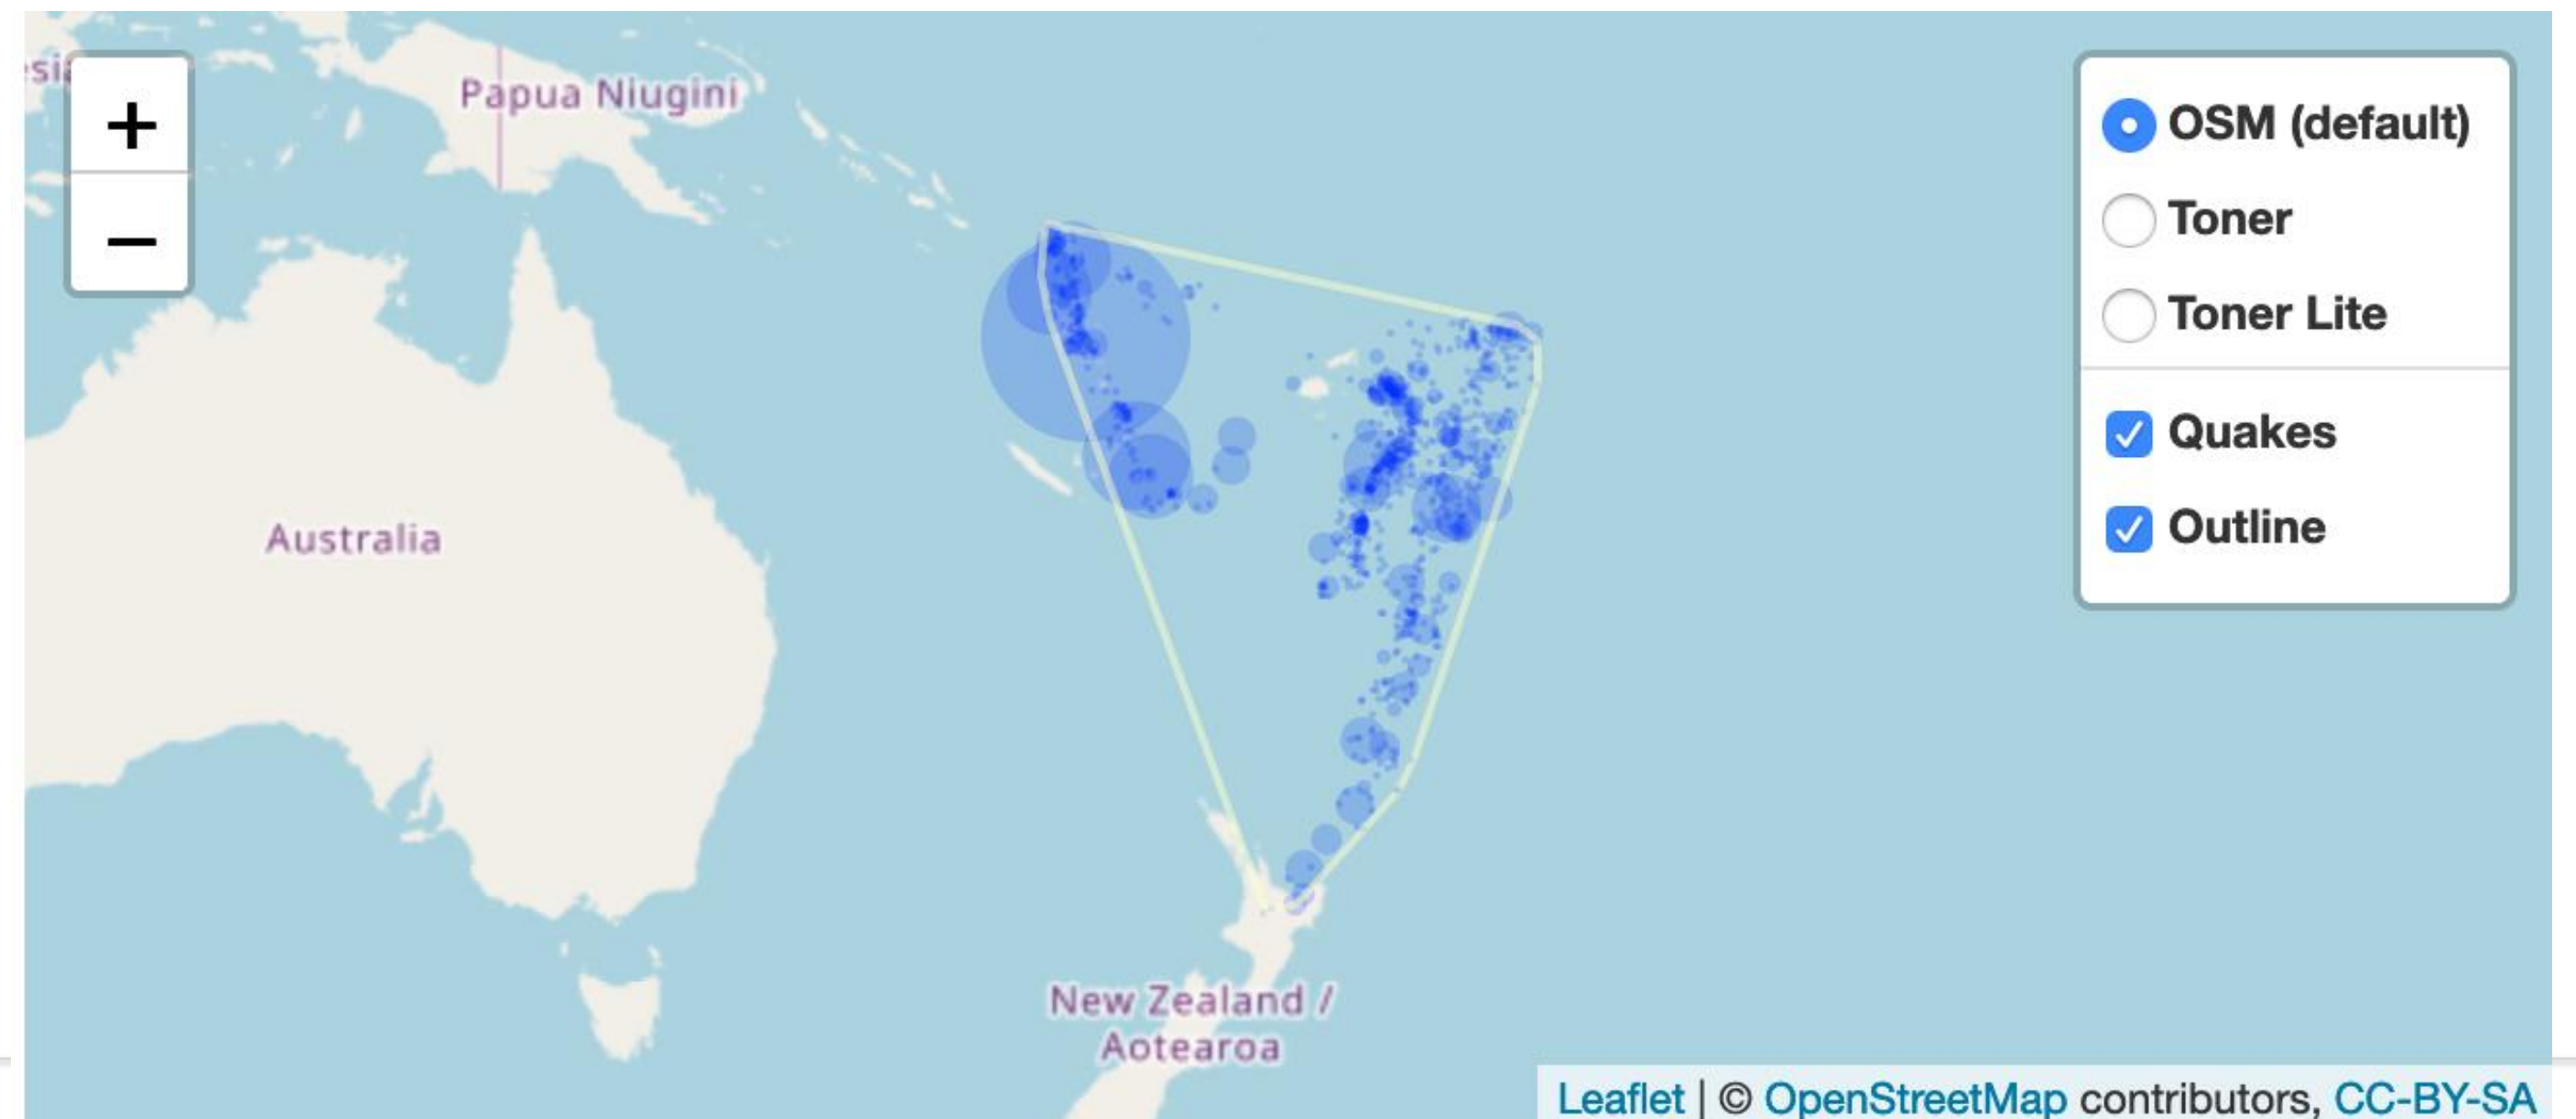 esia
+
Papua Niugini
−
Australia
New Zealand /
Aotearoa
OSM (default)
Toner
Toner Lite
Quakes
Outline
Leaflet | © OpenStreetMap contributors, CC-BY-SA